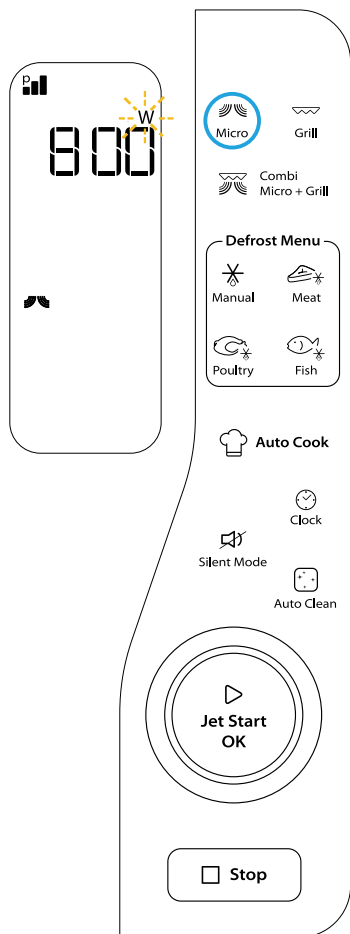 P
W
800
Micro
Grill
Combi
Micro + Grill
Defrost Menu
Manual
Meat
Poultry
Fish
Auto Cook
Clock
Silent Mode
Auto Clean
Jet Start
OK
Stop